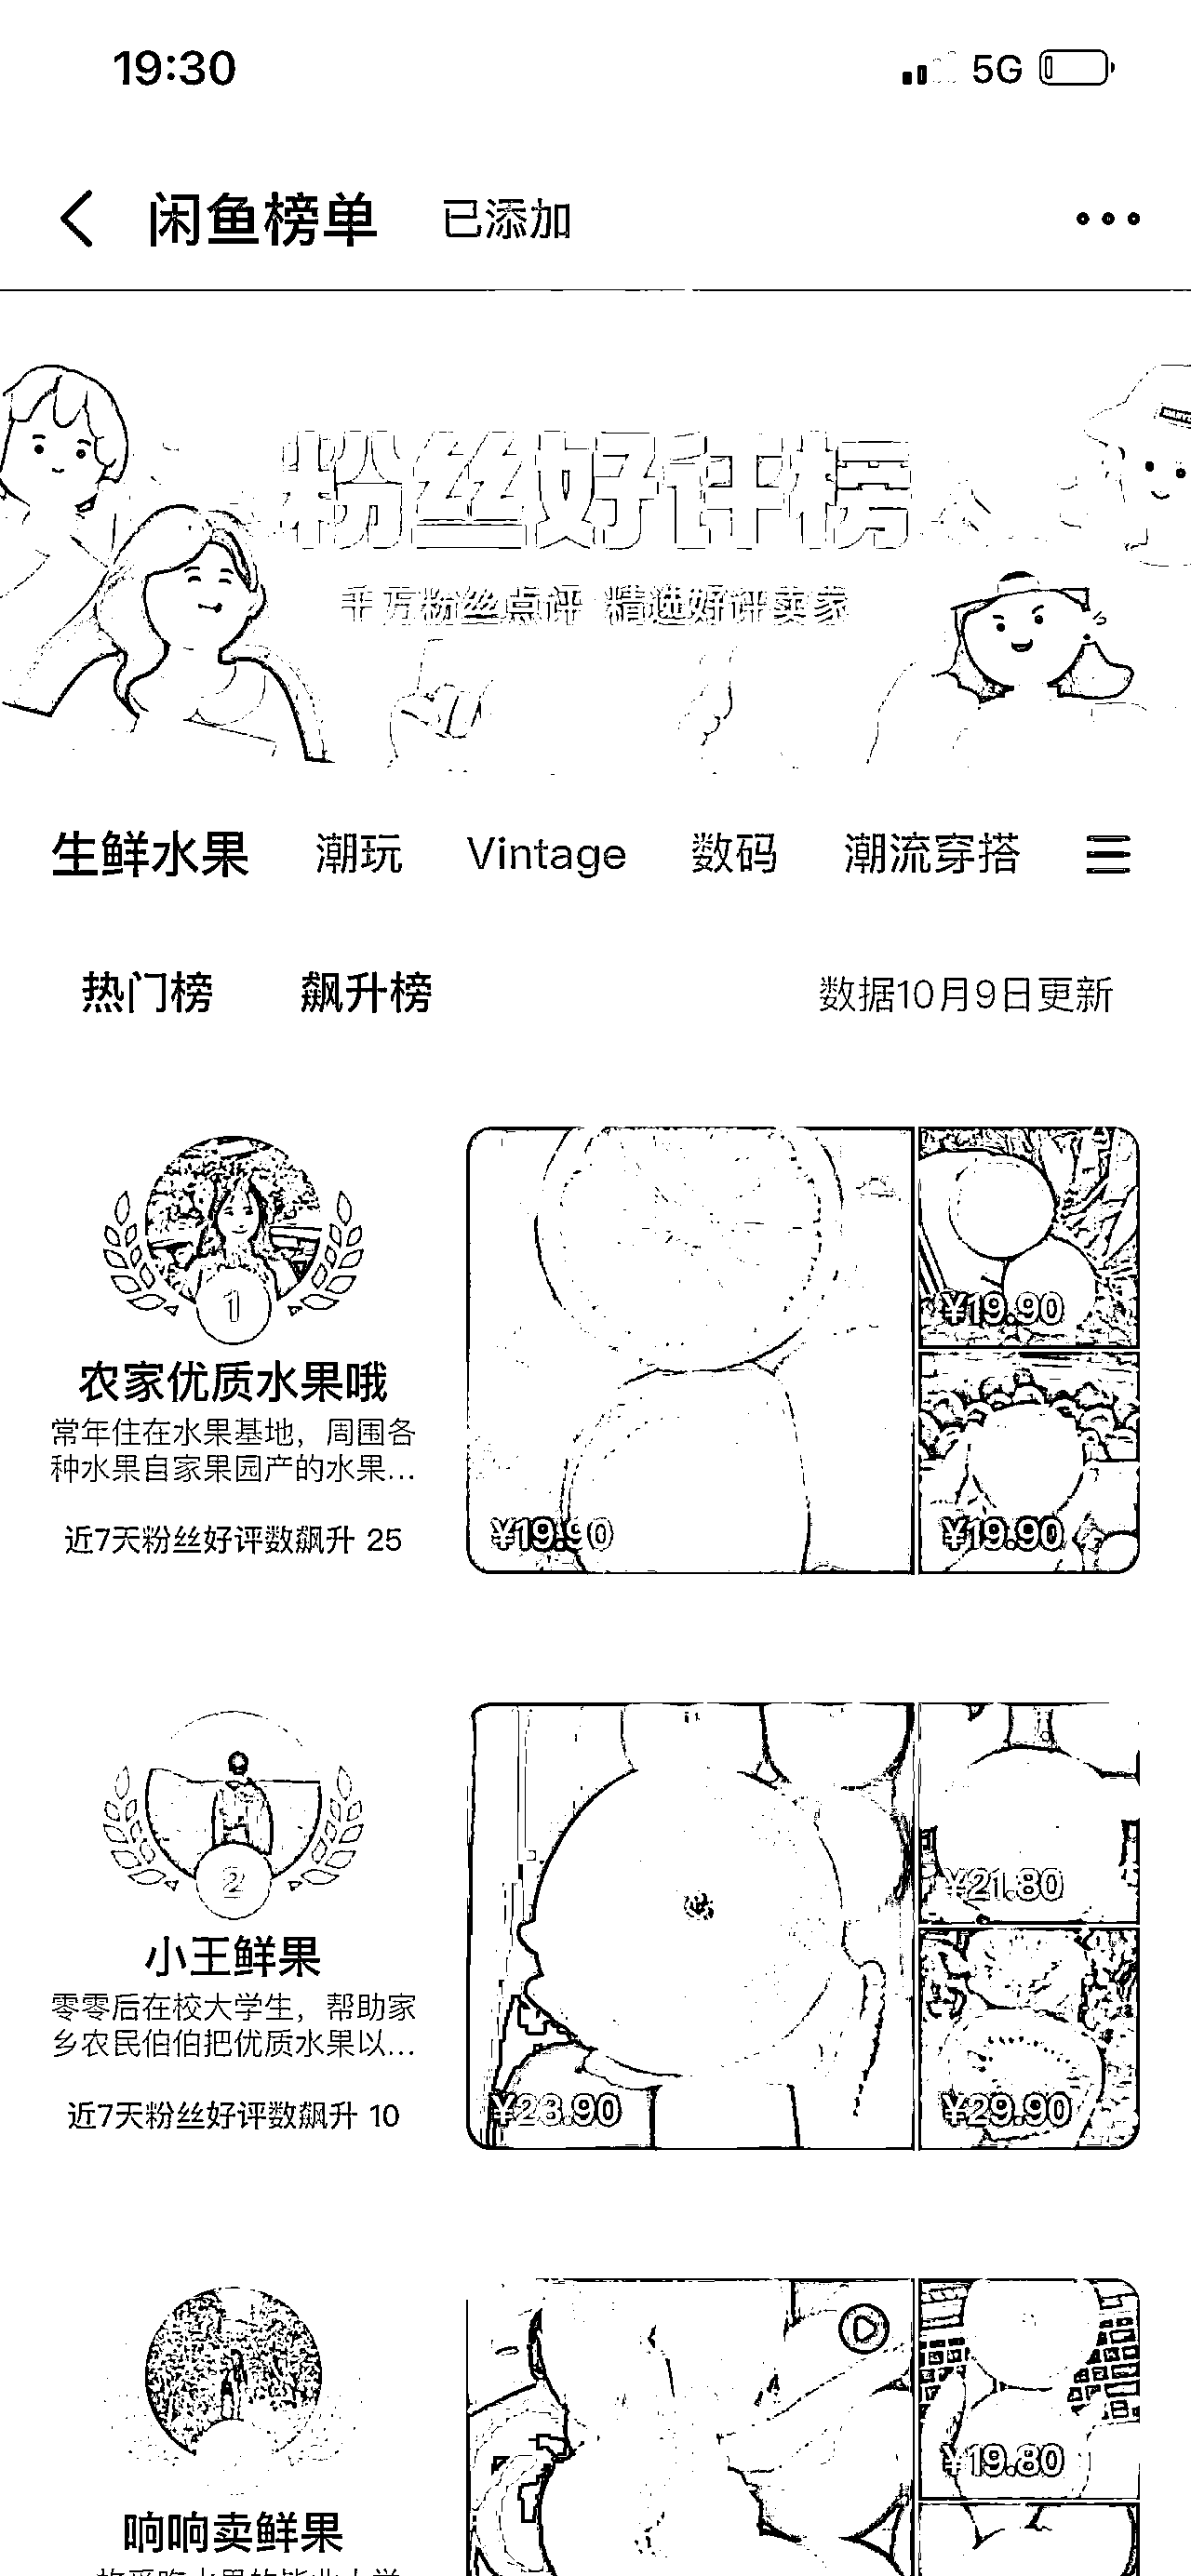 19:30 5G
闲鱼榜单 已添加
粉丝好评榜
千万粉丝点评 精选好评卖家
生鲜水果 潮玩 Vintage 数码 潮流穿搭
热门榜 飙升榜 数据10月9日更新
1
农家优质水果哦
常年住在水果基地，周围各
种水果自家果园产的水果...
近7天粉丝好评数飙升 25
¥19.90
¥19.90
¥19.90
2
小王鲜果
零零后在校大学生，帮助家
乡农民伯伯把优质水果以...
近7天粉丝好评数飙升 10
¥23.90
¥21.80
¥29.90
响响卖鲜果
¥19.80